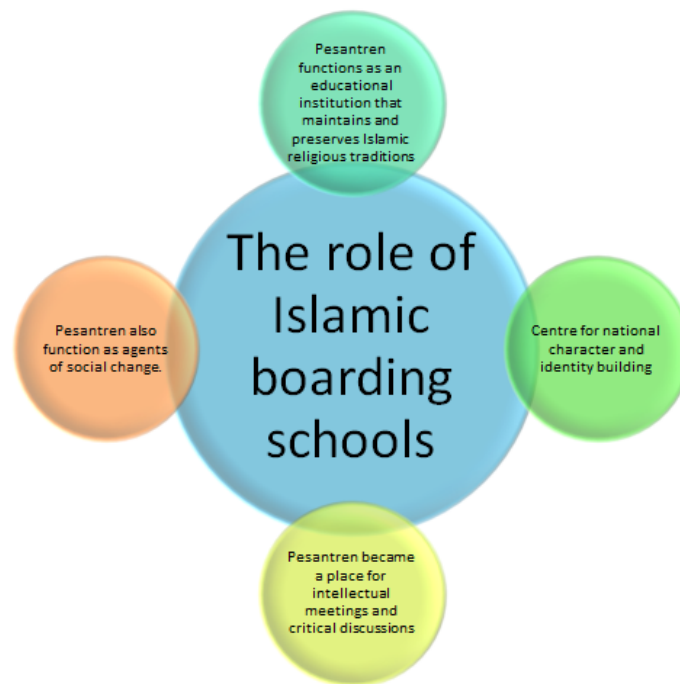 Pesantren
functions as an
educational
institution that
maintains and
preserves Islamic
religious traditions
The role of
Islamic
boarding
schools
Pesantren also
function as agents
of social change.
Centre for national
character and
identity building
Pesantren became
a place for
intellectual
meetings and
critical discussions